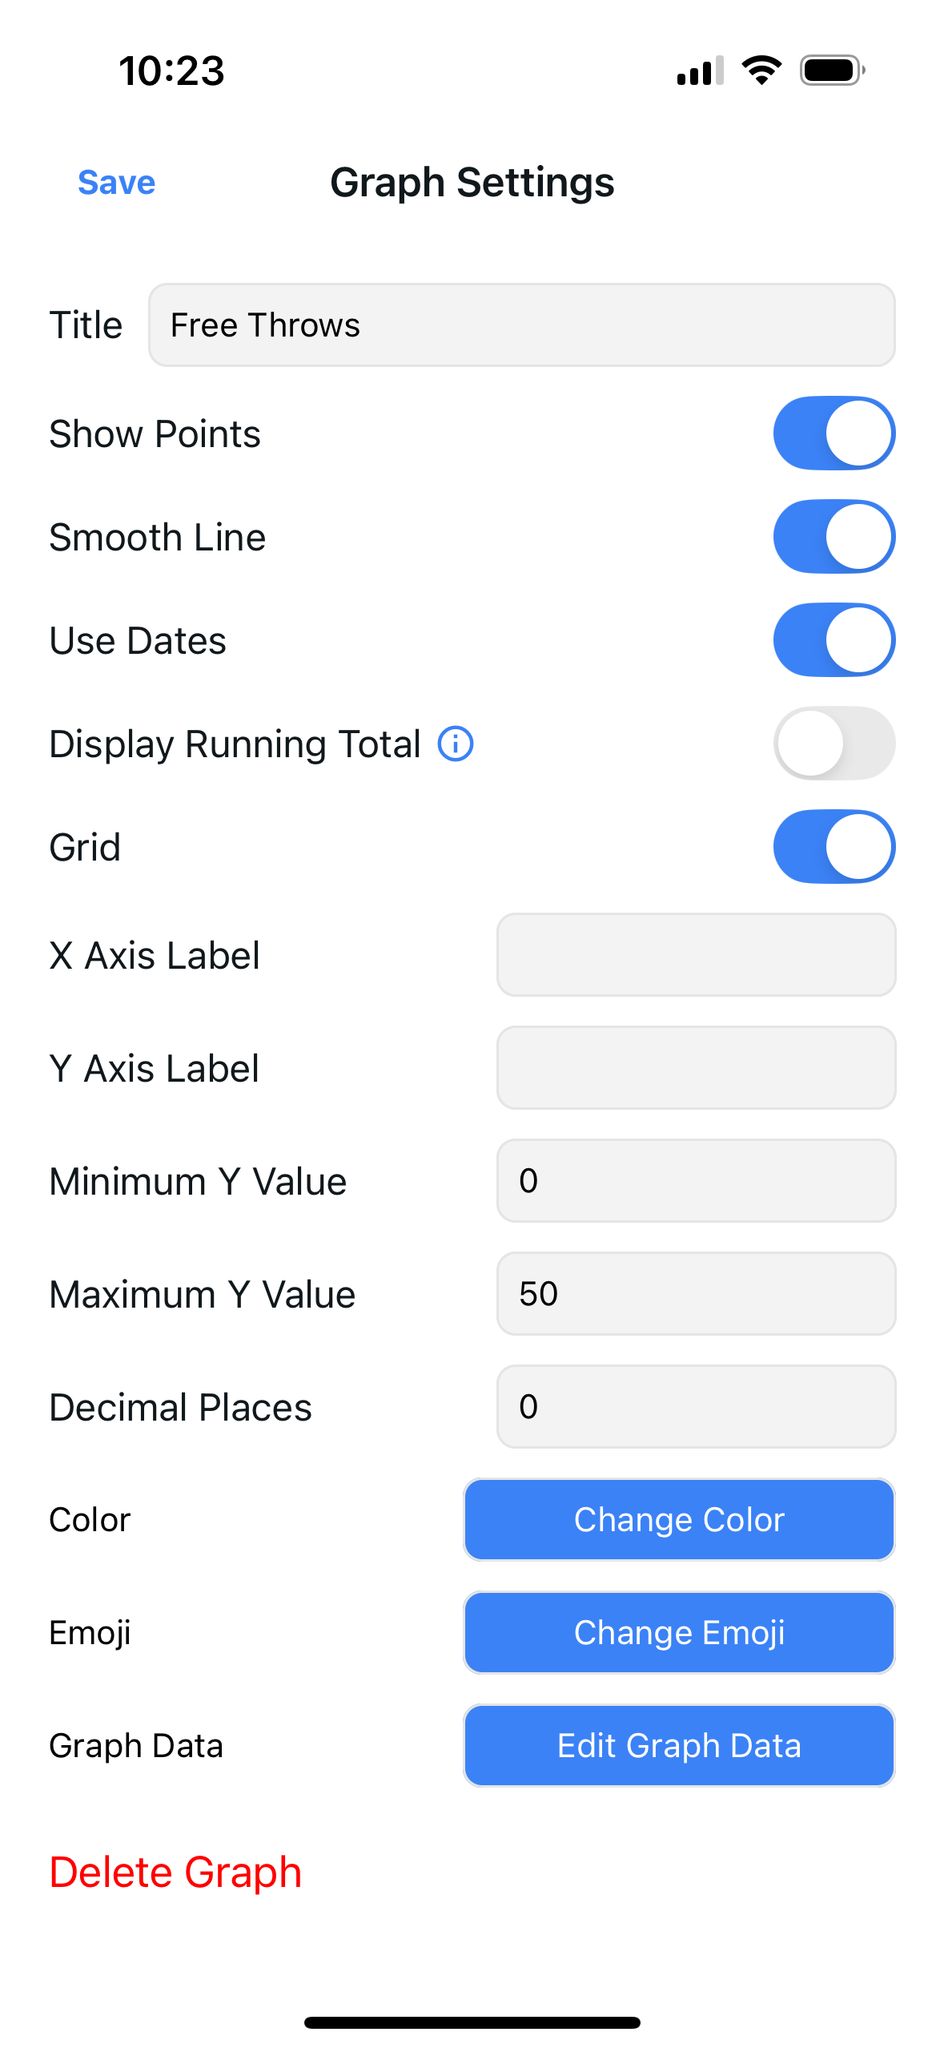 10:23
Save Graph Settings
Title Free Throws
Show Points
Smooth Line
Use Dates
Display Running Total
Grid
X Axis Label
Y Axis Label
Minimum Y Value 0
Maximum Y Value 50
Decimal Places 0
Color Change Color
Emoji Change Emoji
Graph Data Edit Graph Data
Delete Graph